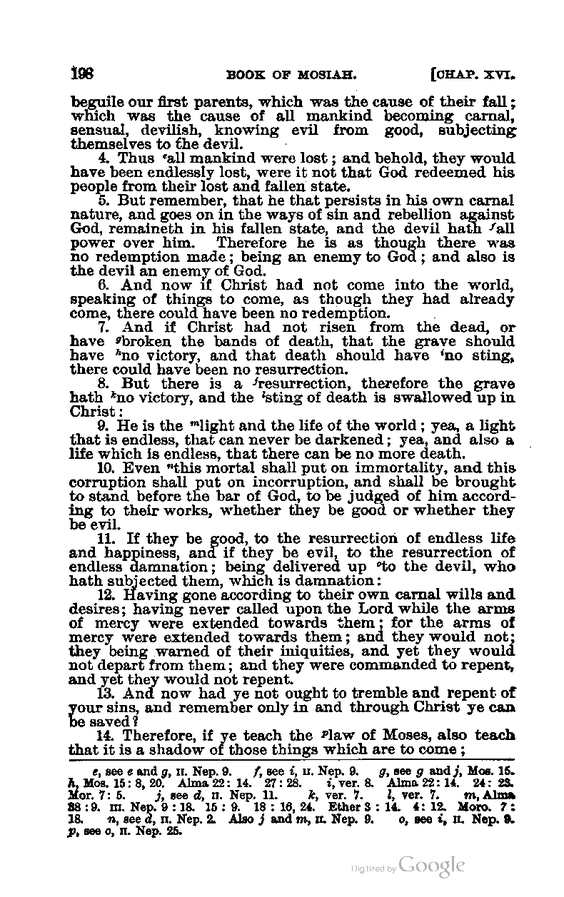 198 BOOK OF MOSIAH. [CHAP. XVI.
beguile our first parents, which was the cause of their fall;
which was the cause of all mankind becoming carnal,
sensual, devilish, knowing evil from good, subjecting
themselves to the devil.
4. Thus ᵉall mankind were lost; and behold, they would
have been endlessly lost, were it not that God redeemed his
people from their lost and fallen state.
5. But remember, that he that persists in his own carnal
nature, and goes on in the ways of sin and rebellion against
God, remaineth in his fallen state, and the devil hath ᶠall
power over him. Therefore he is as though there was
no redemption made; being an enemy to God; and also is
the devil an enemy of God.
6. And now if Christ had not come into the world,
speaking of things to come, as though they had already
come, there could have been no redemption.
7. And if Christ had not risen from the dead, or
have ᵍbroken the bands of death, that the grave should
have ʰno victory, and that death should have ⁱno sting,
there could have been no resurrection.
8. But there is a ʲresurrection, therefore the grave
hath ᵏno victory, and the ˡsting of death is swallowed up in
Christ:
9. He is the ᵐlight and the life of the world; yea, a light
that is endless, that can never be darkened; yea, and also a
life which is endless, that there can be no more death.
10. Even ⁿthis mortal shall put on immortality, and this
corruption shall put on incorruption, and shall be brought
to stand before the bar of God, to be judged of him accord-
ing to their works, whether they be good or whether they
be evil.
11. If they be good, to the resurrection of endless life
and happiness, and if they be evil, to the resurrection of
endless damnation; being delivered up ᵒto the devil, who
hath subjected them, which is damnation:
12. Having gone according to their own carnal wills and
desires; having never called upon the Lord while the arms
of mercy were extended towards them; for the arms of
mercy were extended towards them; and they would not;
they being warned of their iniquities, and yet they would
not depart from them; and they were commanded to repent,
and yet they would not repent.
13. And now had ye not ought to tremble and repent of
your sins, and remember only in and through Christ ye can
be saved?
14. Therefore, if ye teach the ᵖlaw of Moses, also teach
that it is a shadow of those things which are to come;
e, see e and g, II. Nep. 9. f, see i, II. Nep. 9. g, see g and j, Mos. 15.
h, Mos. 15: 8, 20. Alma 22: 14. 27: 28. i, ver. 8. Alma 22: 14. 24: 23.
Mor. 7: 5. j, see d, II. Nep. 11. k, ver. 7. l, ver. 7. m, Alma
38: 9. III. Nep. 9: 18. 15: 9. 18: 16, 24. Ether 3: 14. 4: 12. Moro. 7:
18. n, see d, II. Nep. 2. Also j and m, II. Nep. 9. o, see i, II. Nep. 9.
p, see o, II. Nep. 25.
Digitized by Google